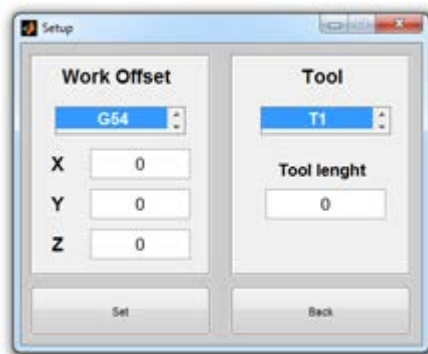 Setup
Work Offset
G54
X 0
Y 0
Z 0
Tool
T1
Tool lenght
0
Set
Back